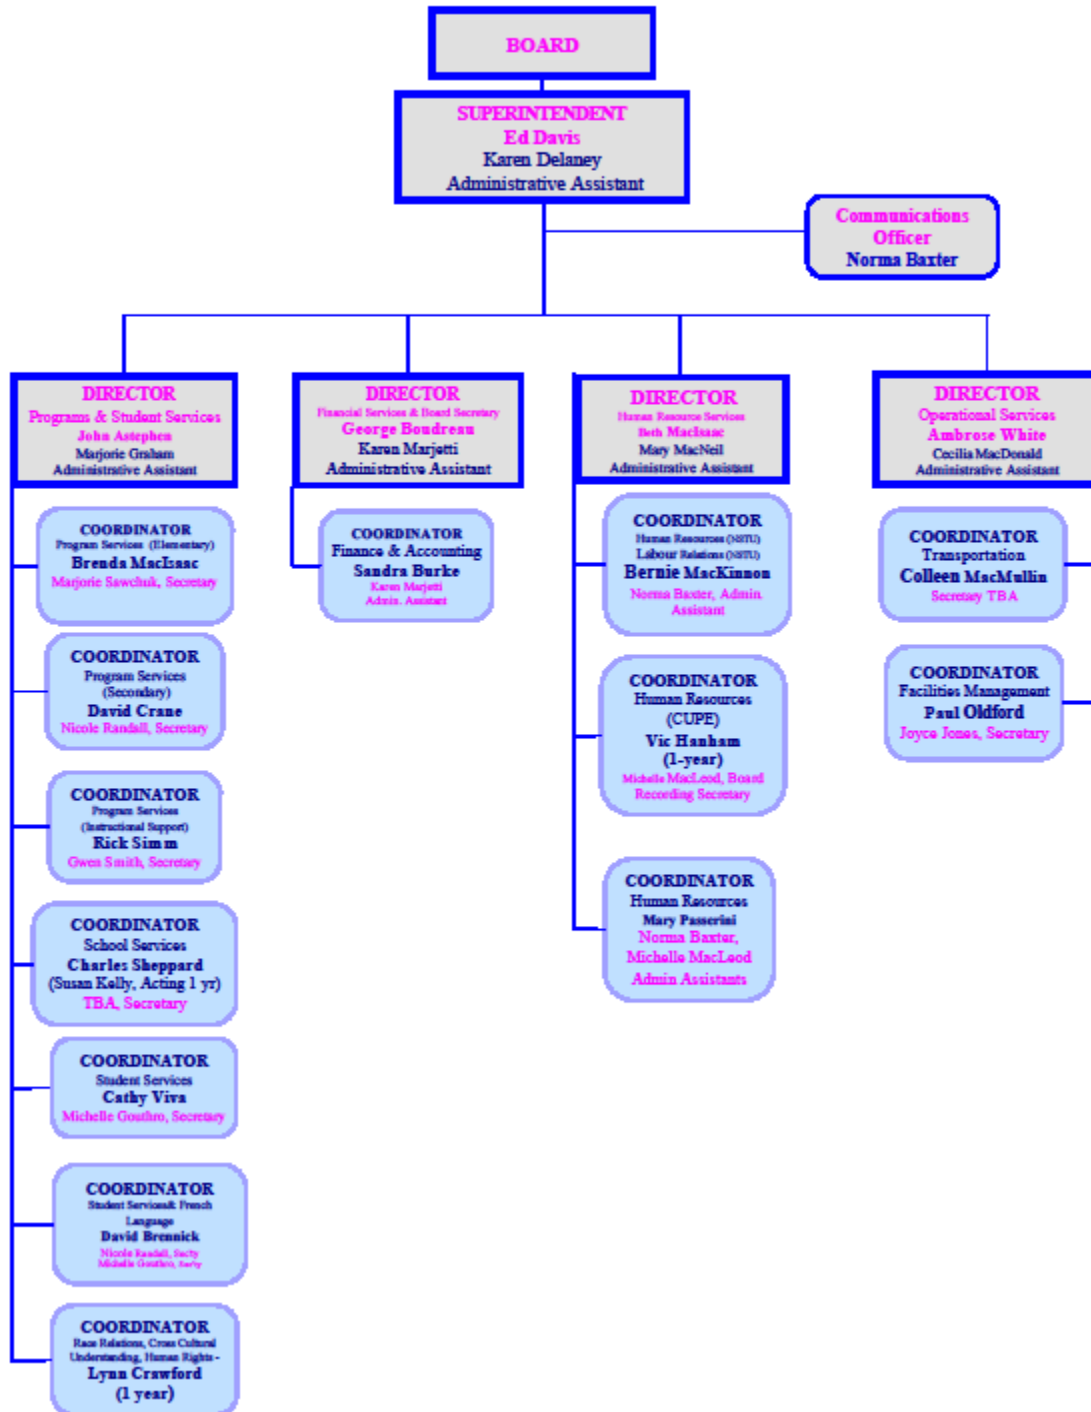 BOARD
SUPERINTENDENT
Ed Davis
Karen Delaney
Administrative Assistant
Communications
Officer
Norma Baxter
DIRECTOR
Programs & Student Services
John Astephen
Marjorie Graham
Administrative Assistant
DIRECTOR
Financial Services & Board Secretary
George Boudreau
Karen Marjetti
Administrative Assistant
DIRECTOR
Human Resource Services
Beth MacIsaac
Mary MacNeil
Administrative Assistant
DIRECTOR
Operational Services
Ambrose White
Cecilia MacDonald
Administrative Assistant
COORDINATOR
Program Services (Elementary)
Brenda MacIsaac
Marjorie Sawchuk, Secretary
COORDINATOR
Program Services
(Secondary)
David Crane
Nicole Randall, Secretary
COORDINATOR
Program Services
(Instructional Support)
Rick Simm
Gwen Smith, Secretary
COORDINATOR
School Services
Charles Sheppard
(Susan Kelly, Acting 1 yr)
TBA, Secretary
COORDINATOR
Student Services
Cathy Viva
Michelle Gouthro, Secretary
COORDINATOR
Student Services& French
Language
David Brennick
Nicole Randall, Secty
Michelle Gouthro, Sec'ty
COORDINATOR
Race Relations, Cross Cultural
Understanding, Human Rights -
Lynn Crawford
(1 year)
COORDINATOR
Finance & Accounting
Sandra Burke
Karen Marjetti
Admin. Assistant
COORDINATOR
Human Resources (NSTU)
Labour Relations (NSTU)
Bernie MacKinnon
Norma Baxter, Admin.
Assistant
COORDINATOR
Human Resources
(CUPE)
Vic Hanham
(1-year)
Michelle MacLeod, Board
Recording Secretary
COORDINATOR
Human Resources
Mary Passerini
Norma Baxter,
Michelle MacLeod
Admin Assistants
COORDINATOR
Transportation
Colleen MacMullin
Secretary TBA
COORDINATOR
Facilities Management
Paul Oldford
Joyce Jones, Secretary